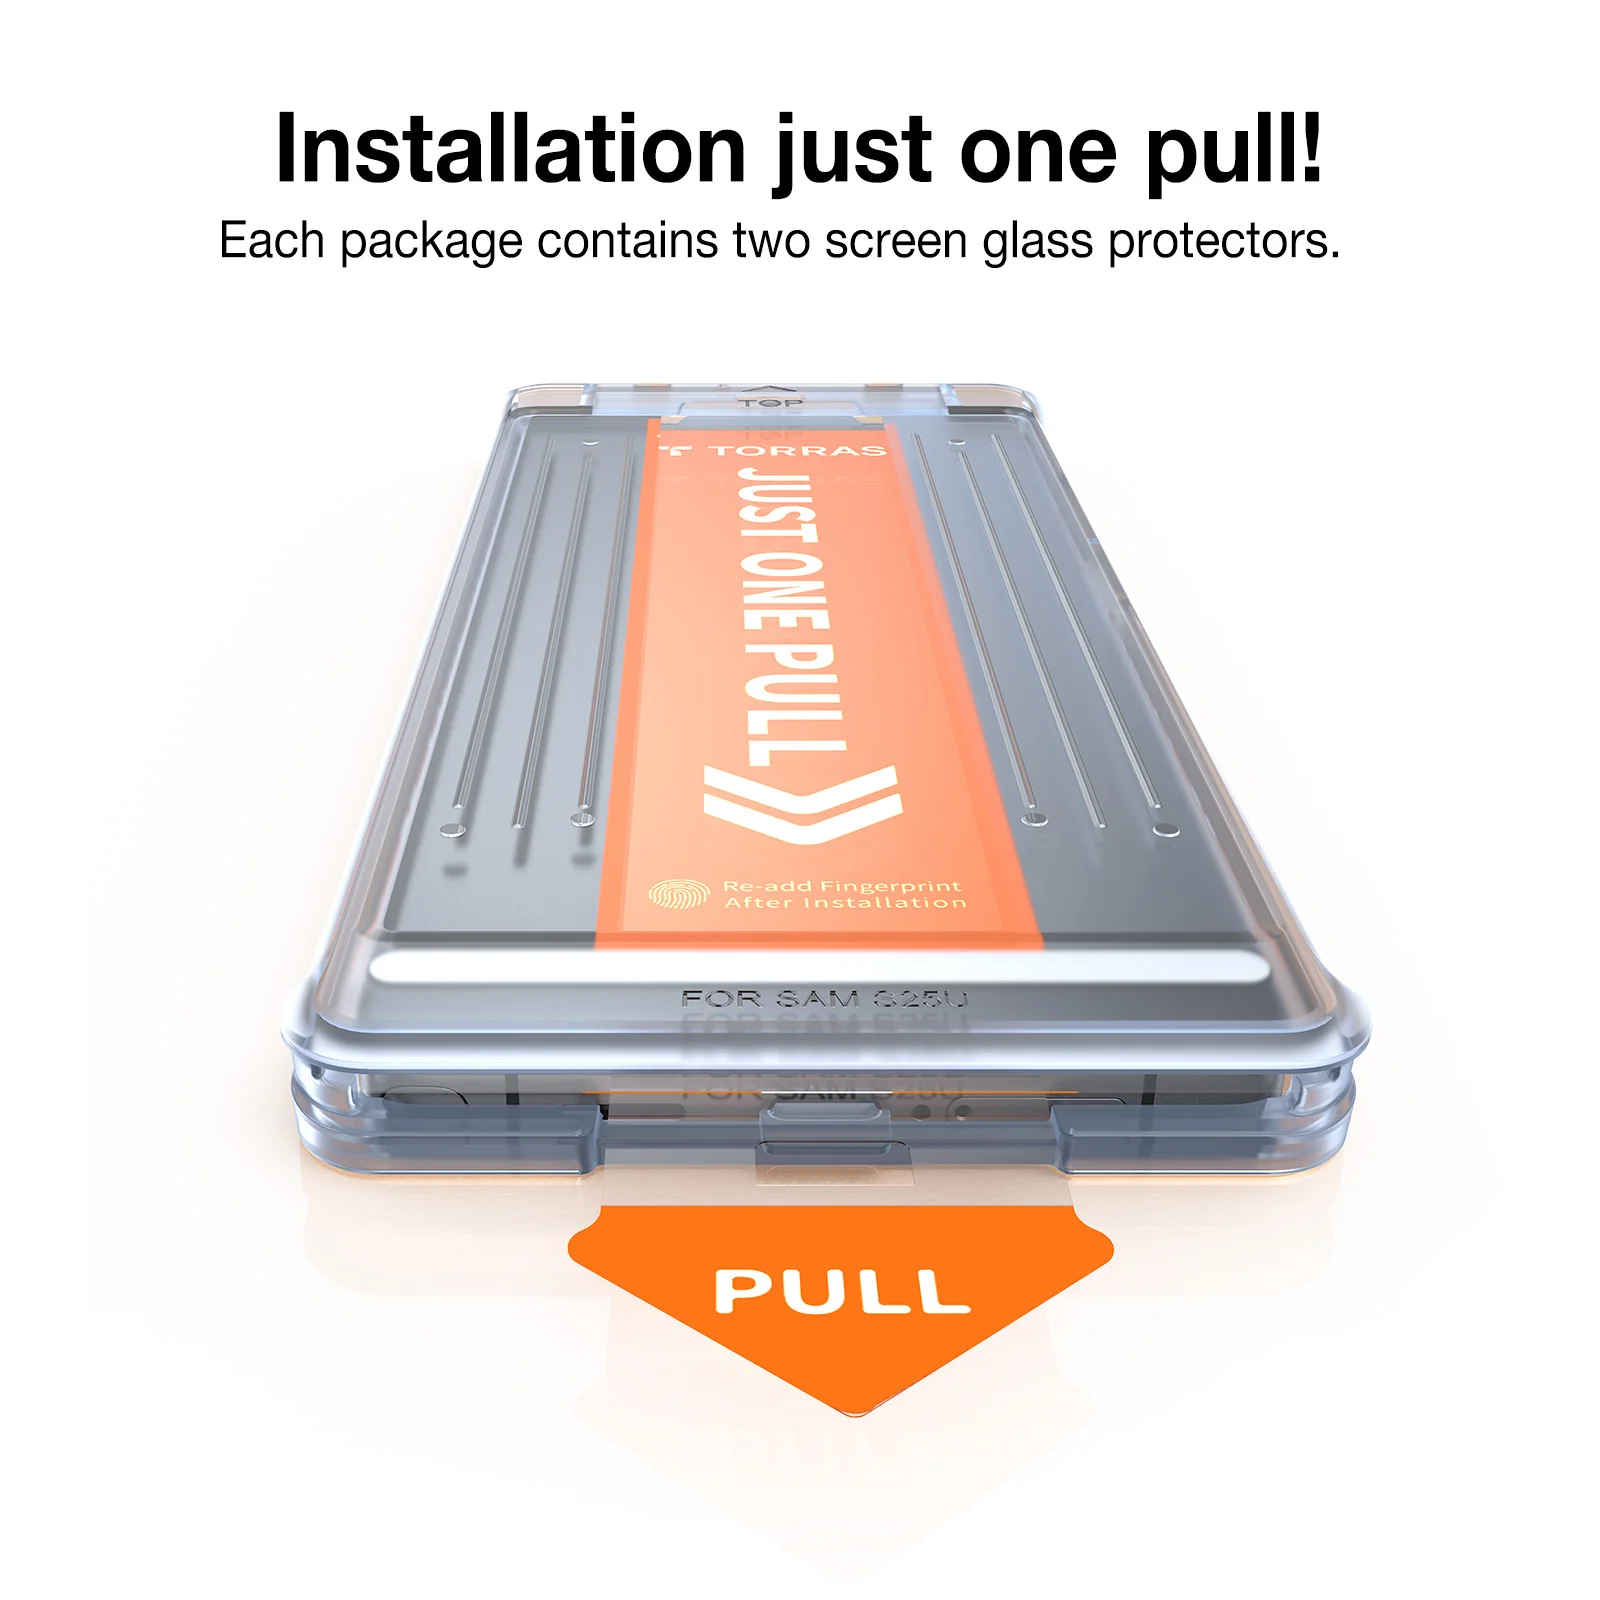 Installation just one pull!
Each package contains two screen glass protectors.
TOP
TORRAS
JUST ONE PULL
Re-add Fingerprint
After Installation
FOR SAM S25U
PULL